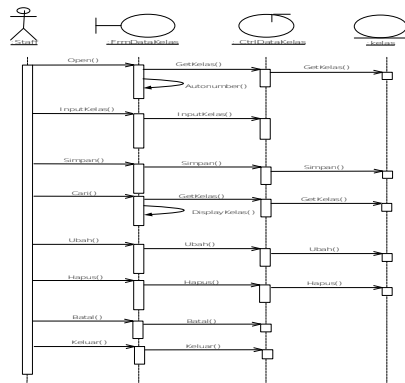 Staff FrmDataKelas CtrlDataKelas kelas
Open()
GetKelas()
GetKelas()
Autonumber()
InputKelas()
InputKelas()
Simpan()
Simpan()
Simpan()
Cari()
GetKelas()
GetKelas()
DisplayKelas()
Ubah()
Ubah()
Ubah()
Hapus()
Hapus()
Hapus()
Batal()
Batal()
Keluar()
Keluar()